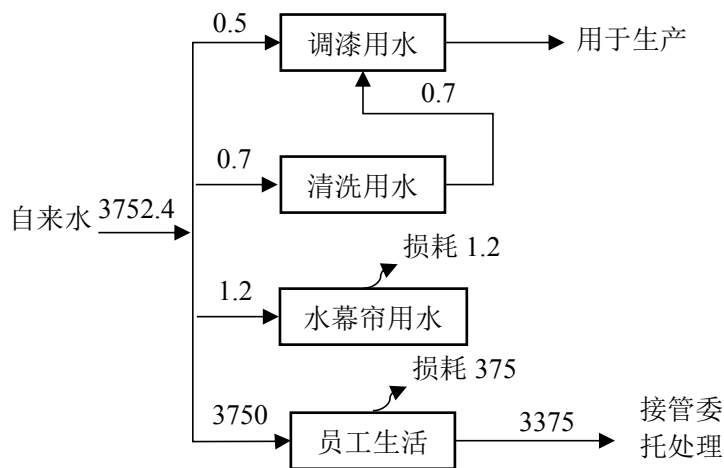 0.5
调漆用水
用于生产
0.7
0.7
清洗用水
自来水
3752.4
损耗 1.2
1.2
水幕帘用水
损耗 375
3750
员工生活
3375
接管委
托处理